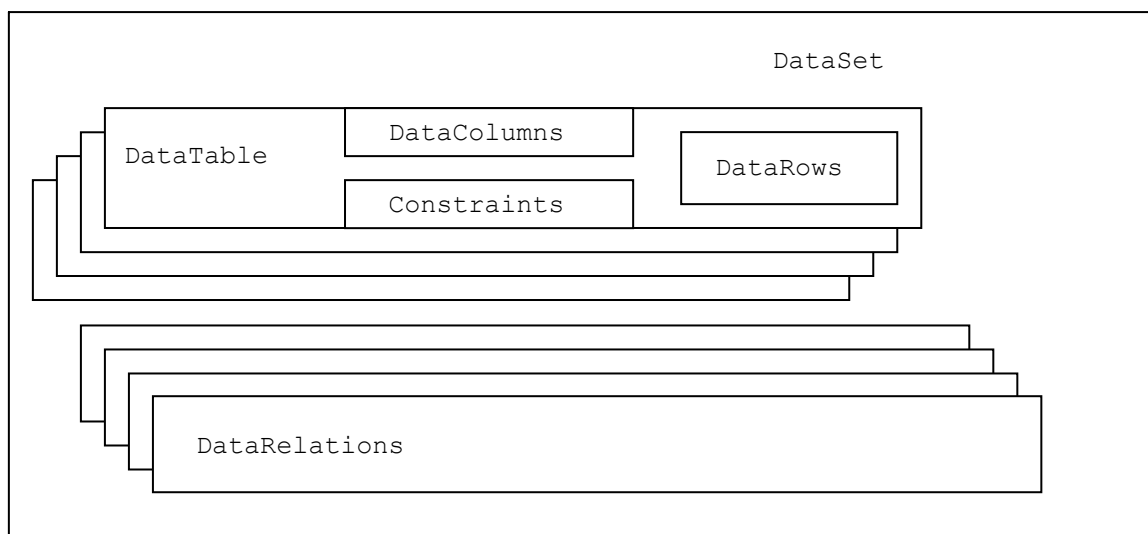 DataSet
DataColumns
DataTable
DataRows
Constraints
DataRelations